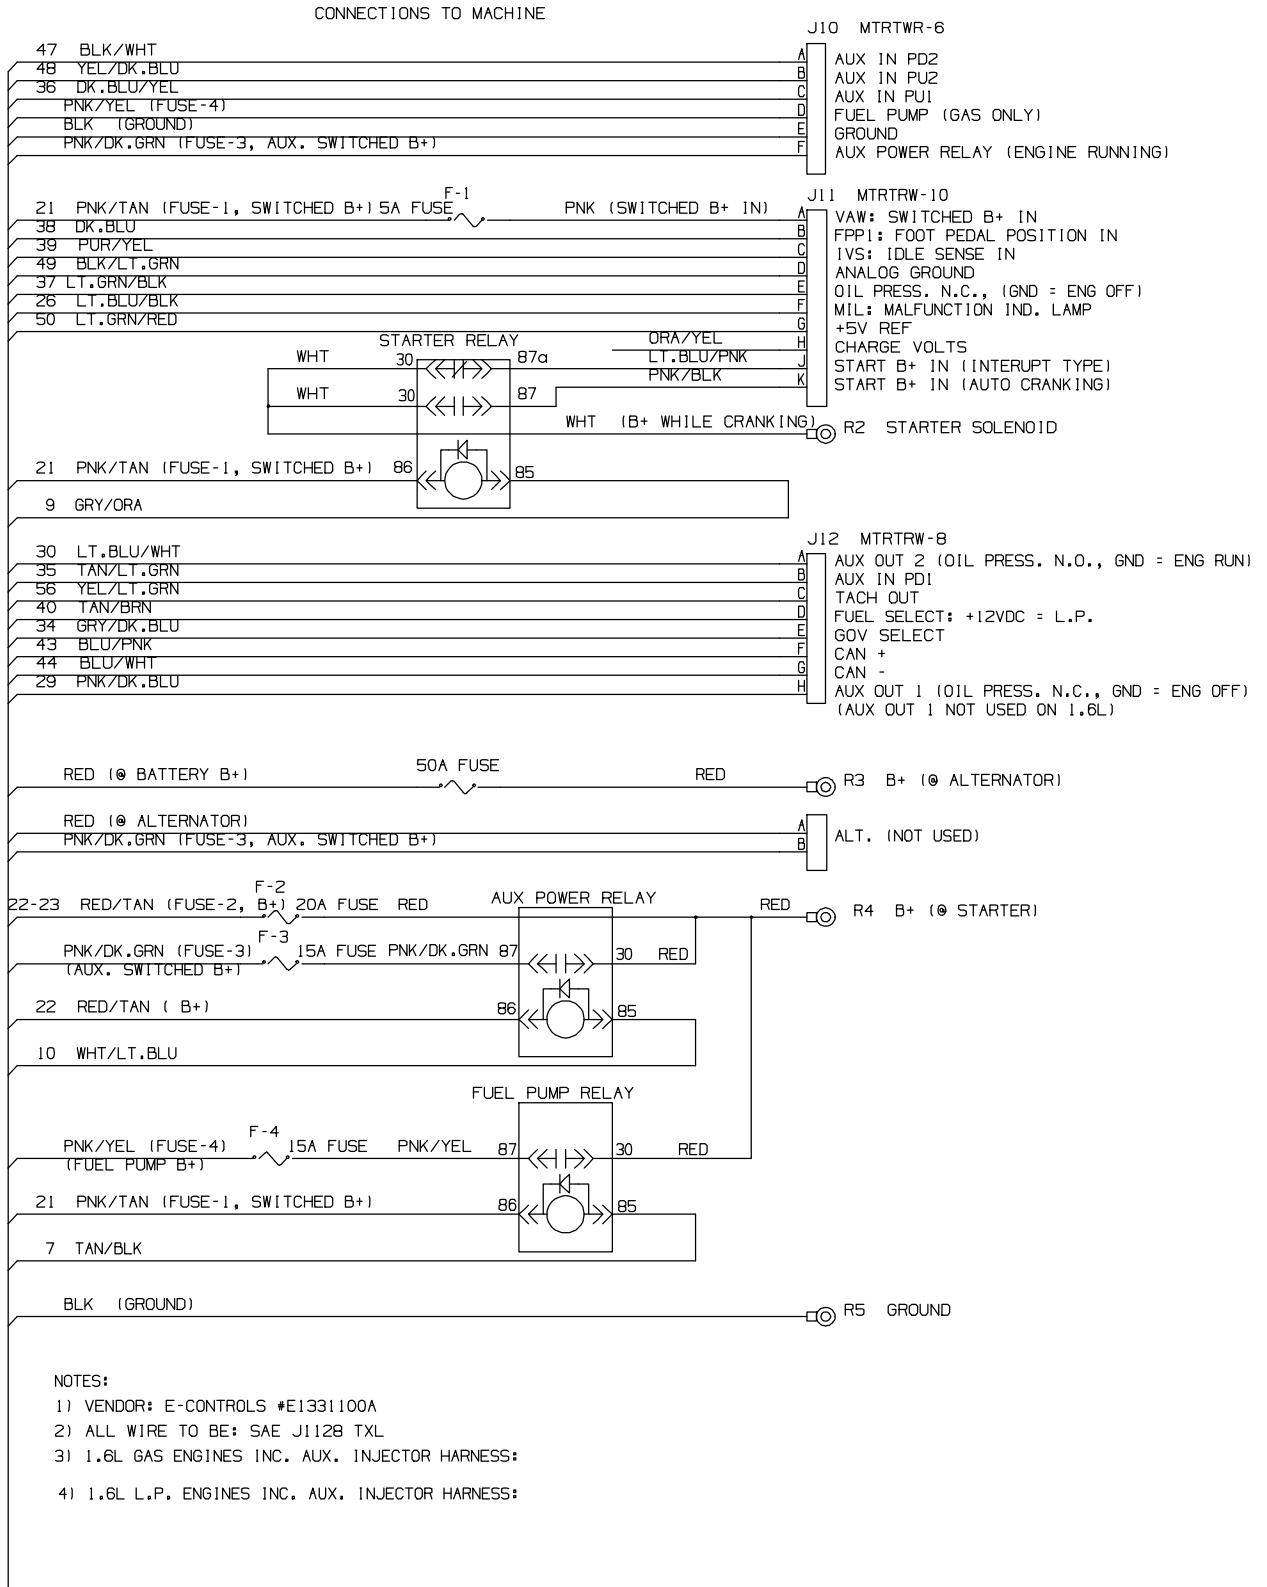 CONNECTIONS TO MACHINE
J10 MTRTWR-6
47 BLK/WHT A AUX IN PD2
48 YEL/DK.BLU B AUX IN PU2
36 DK.BLU/YEL C AUX IN PU1
PNK/YEL (FUSE-4) D FUEL PUMP (GAS ONLY)
BLK (GROUND) E GROUND
PNK/DK.GRN (FUSE-3, AUX. SWITCHED B+) F AUX POWER RELAY (ENGINE RUNNING)
F-1 J11 MTRTRW-10
21 PNK/TAN (FUSE-1, SWITCHED B+) 5A FUSE PNK (SWITCHED B+ IN) A VAW: SWITCHED B+ IN
38 DK.BLU B FPP1: FOOT PEDAL POSITION IN
39 PUR/YEL C IVS: IDLE SENSE IN
49 BLK/LT.GRN D ANALOG GROUND
37 LT.GRN/BLK E OIL PRESS. N.C., (GND = ENG OFF)
26 LT.BLU/BLK F MIL: MALFUNCTION IND. LAMP
50 LT.GRN/RED G +5V REF
STARTER RELAY ORA/YEL H CHARGE VOLTS
WHT 30 87a LT.BLU/PNK J START B+ IN (INTERUPT TYPE)
PNK/BLK K START B+ IN (AUTO CRANKING)
WHT 30 87
WHT (B+ WHILE CRANKING) R2 STARTER SOLENOID
21 PNK/TAN (FUSE-1, SWITCHED B+) 86 85
9 GRY/ORA
J12 MTRTRW-8
30 LT.BLU/WHT A AUX OUT 2 (OIL PRESS. N.O., GND = ENG RUN)
35 TAN/LT.GRN B AUX IN PD1
56 YEL/LT.GRN C TACH OUT
40 TAN/BRN D FUEL SELECT: +12VDC = L.P.
34 GRY/DK.BLU E GOV SELECT
43 BLU/PNK F CAN +
44 BLU/WHT G CAN -
29 PNK/DK.BLU H AUX OUT 1 (OIL PRESS. N.C., GND = ENG OFF)
(AUX OUT 1 NOT USED ON 1.6L)
RED (@ BATTERY B+) 50A FUSE RED R3 B+ (@ ALTERNATOR)
RED (@ ALTERNATOR) A
ALT. (NOT USED)
PNK/DK.GRN (FUSE-3, AUX. SWITCHED B+) B
F-2 AUX POWER RELAY
22-23 RED/TAN (FUSE-2, B+) 20A FUSE RED RED R4 B+ (@ STARTER)
F-3
PNK/DK.GRN (FUSE-3) 15A FUSE PNK/DK.GRN 87 30 RED
(AUX. SWITCHED B+)
22 RED/TAN ( B+) 86 85
10 WHT/LT.BLU
FUEL PUMP RELAY
F-4
PNK/YEL (FUSE-4) 15A FUSE PNK/YEL 87 30 RED
(FUEL PUMP B+)
21 PNK/TAN (FUSE-1, SWITCHED B+) 86 85
7 TAN/BLK
BLK (GROUND) R5 GROUND
NOTES:
1) VENDOR: E-CONTROLS #E1331100A
2) ALL WIRE TO BE: SAE J1128 TXL
3) 1.6L GAS ENGINES INC. AUX. INJECTOR HARNESS:
4) 1.6L L.P. ENGINES INC. AUX. INJECTOR HARNESS: